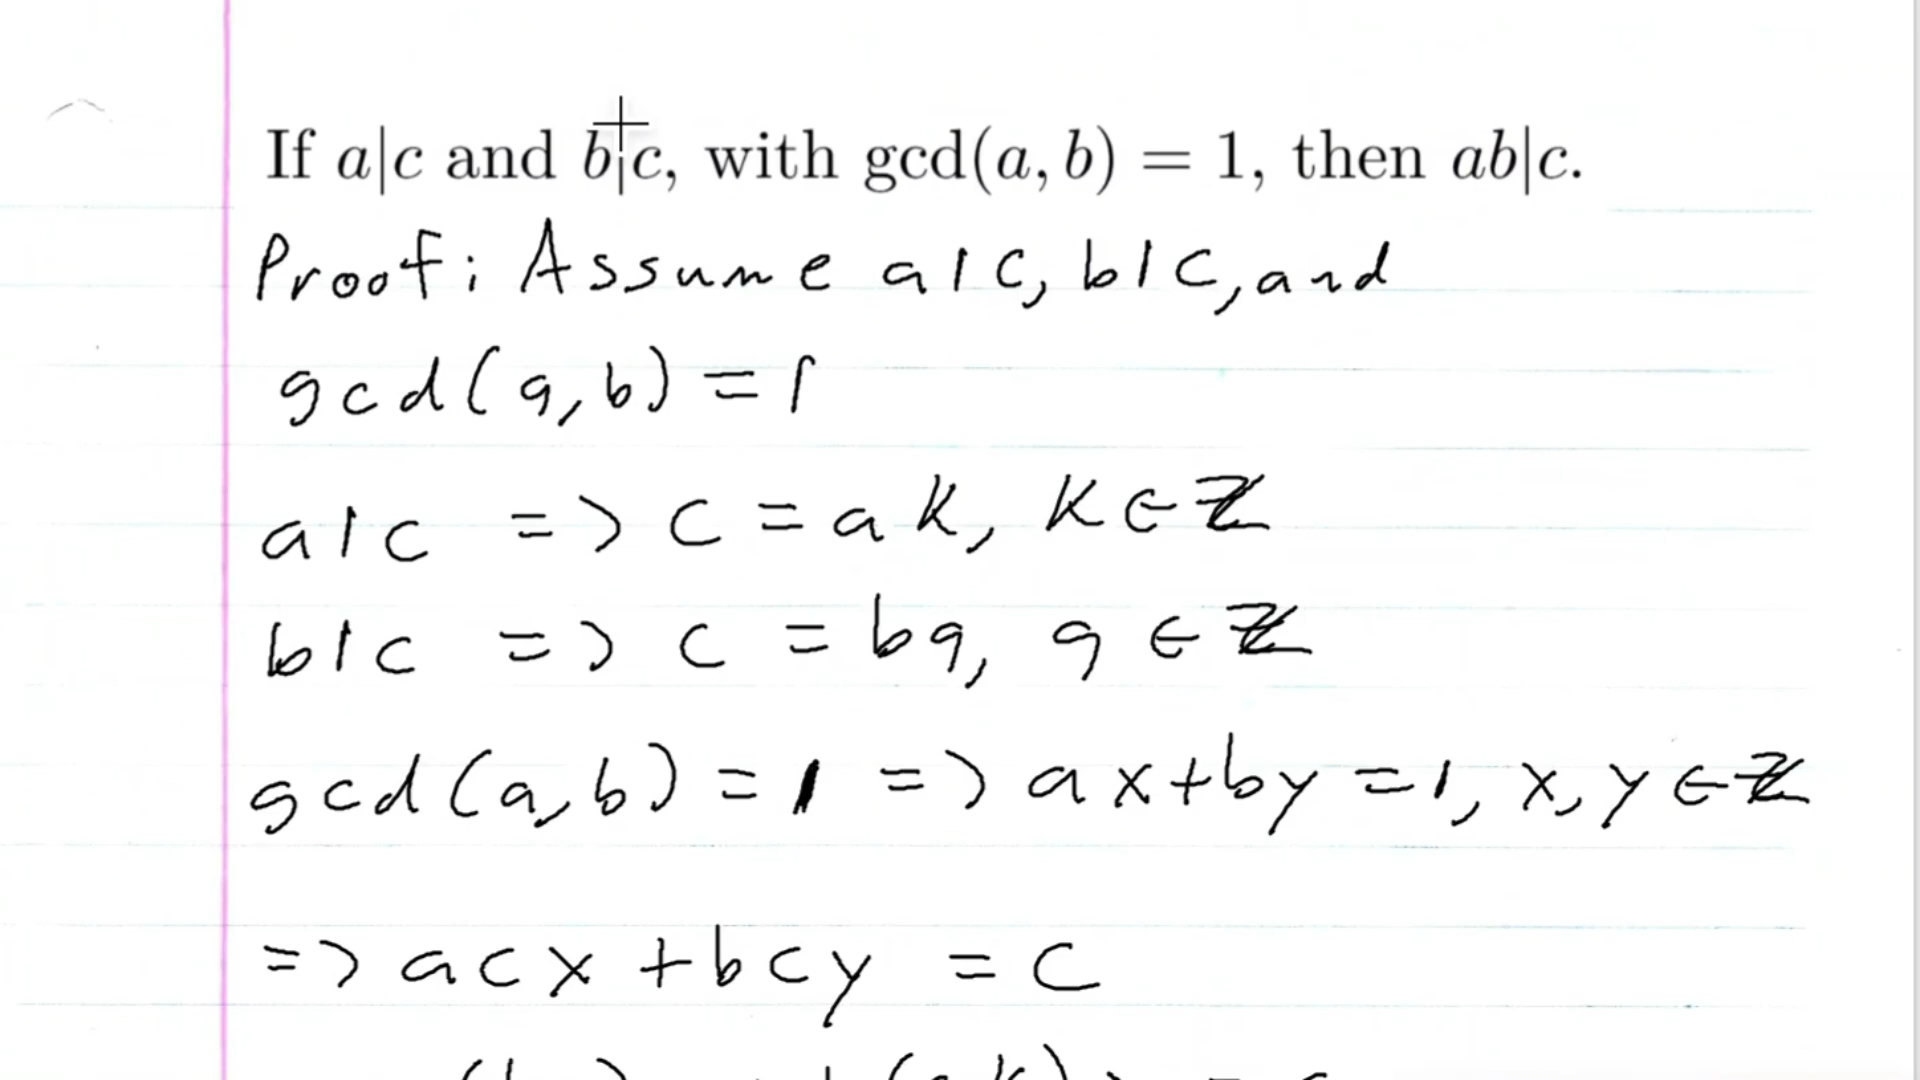 If a|c and b|c, with gcd(a, b) = 1, then ab|c.
Proof: Assume a|c, b|c, and
gcd(a,b) = 1
a|c => c = ak, k ∈ ℤ
b|c => c = bq, q ∈ ℤ
gcd(a,b) = 1 => ax+by = 1, x, y ∈ ℤ
=> acx + bcy = c